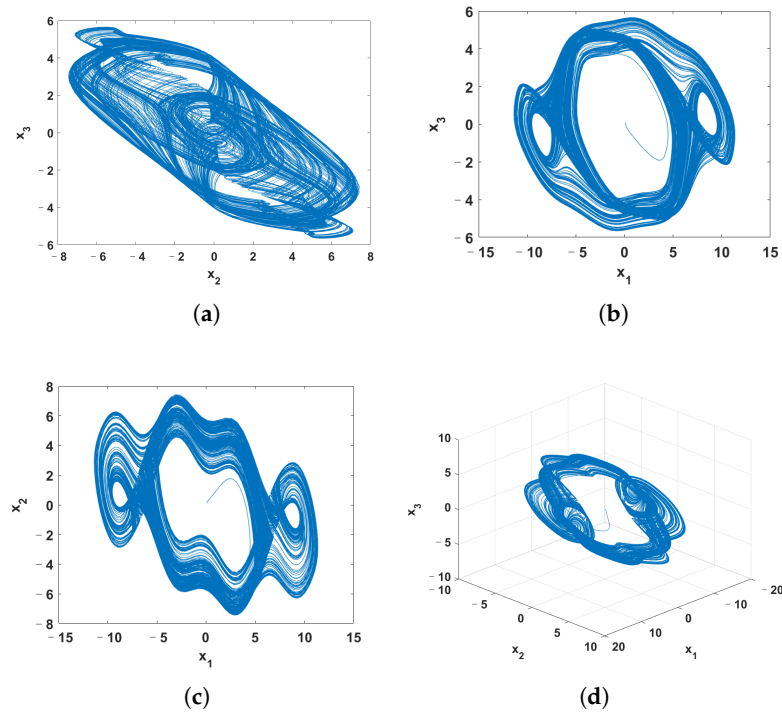 6
4
2
0
− 2
− 4
− 6
x3
− 8 − 6 − 4 − 2 0 2 4 6 8
x2
(a)
6
4
2
0
− 2
− 4
− 6
x3
− 15 − 10 − 5 0 5 10 15
x1
(b)
8
6
4
2
0
− 2
− 4
− 6
− 8
x2
− 15 − 10 − 5 0 5 10 15
x1
(c)
10
5
0
− 5
− 10
x3
− 10 − 5 0 5 10
x2
20 10 0 − 10 − 20
x1
(d)